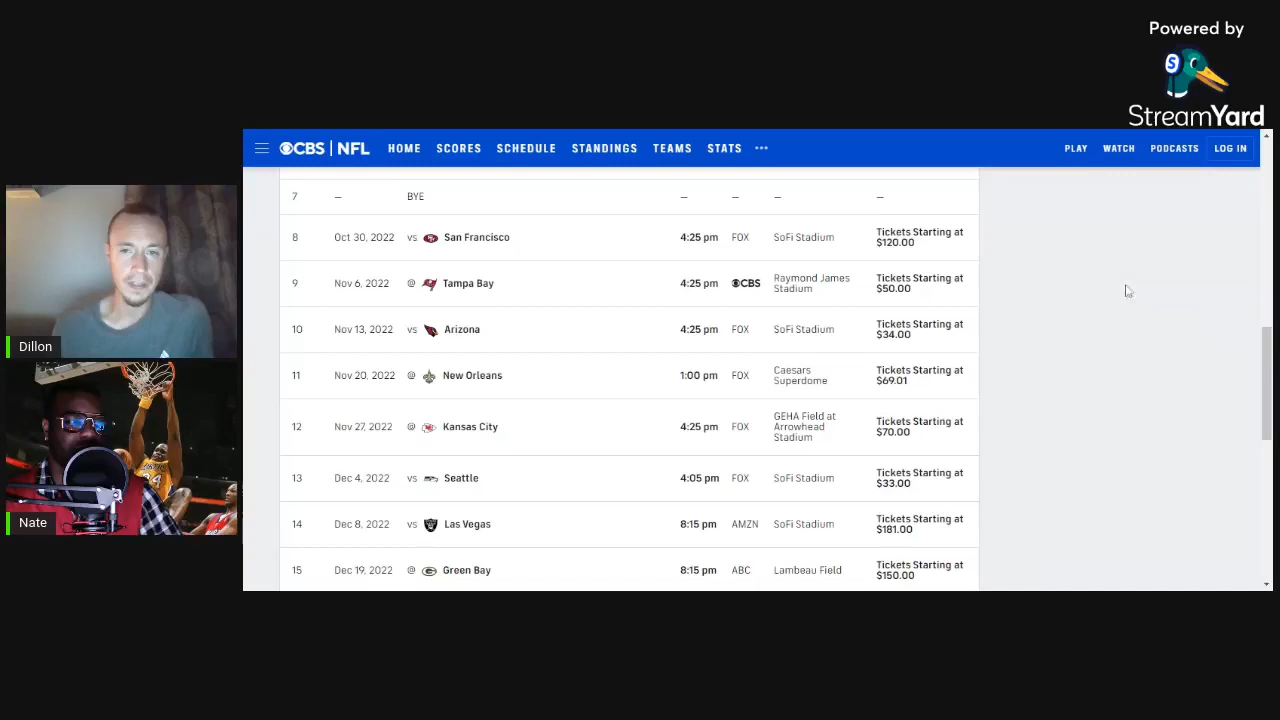 Powered by
S
StreamYard
CBS | NFL HOME SCORES SCHEDULE STANDINGS TEAMS STATS ••• PLAY WATCH PODCASTS LOG IN
7 — BYE — — — —
8 Oct 30, 2022 vs San Francisco 4:25 pm FOX SoFi Stadium Tickets Starting at
$120.00
9 Nov 6, 2022 @ Tampa Bay 4:25 pm CBS Raymond James Tickets Starting at
Stadium $50.00
10 Nov 13, 2022 vs Arizona 4:25 pm FOX SoFi Stadium Tickets Starting at
$34.00
11 Nov 20, 2022 @ New Orleans 1:00 pm FOX Caesars Tickets Starting at
Superdome $69.01
12 Nov 27, 2022 @ Kansas City 4:25 pm FOX GEHA Field at Tickets Starting at
Arrowhead $70.00
Stadium
13 Dec 4, 2022 vs Seattle 4:05 pm FOX SoFi Stadium Tickets Starting at
$33.00
14 Dec 8, 2022 vs Las Vegas 8:15 pm AMZN SoFi Stadium Tickets Starting at
$181.00
15 Dec 19, 2022 @ Green Bay 8:15 pm ABC Lambeau Field Tickets Starting at
$150.00
Dillon
34
Nate